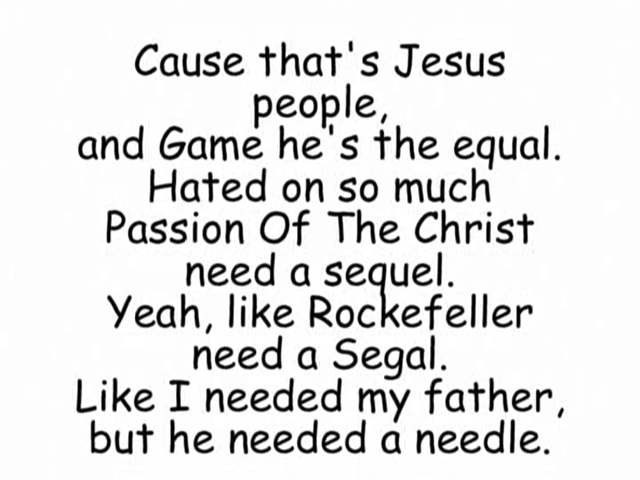 Cause that's Jesus
people,
and Game he's the equal.
Hated on so much
Passion Of The Christ
need a sequel.
Yeah, like Rockefeller
need a Segal.
Like I needed my father,
but he needed a needle.